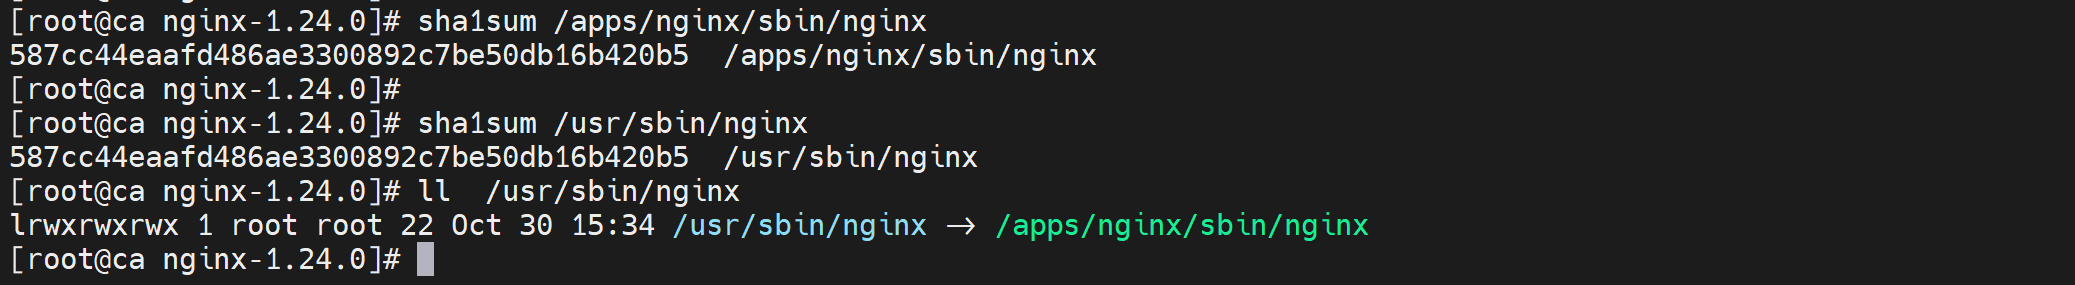 [root@ca nginx-1.24.0]# sha1sum /apps/nginx/sbin/nginx
587cc44eaafd486ae3300892c7be50db16b420b5  /apps/nginx/sbin/nginx
[root@ca nginx-1.24.0]#
[root@ca nginx-1.24.0]# sha1sum /usr/sbin/nginx
587cc44eaafd486ae3300892c7be50db16b420b5  /usr/sbin/nginx
[root@ca nginx-1.24.0]# ll  /usr/sbin/nginx
lrwxrwxrwx 1 root root 22 Oct 30 15:34 /usr/sbin/nginx -> /apps/nginx/sbin/nginx
[root@ca nginx-1.24.0]#